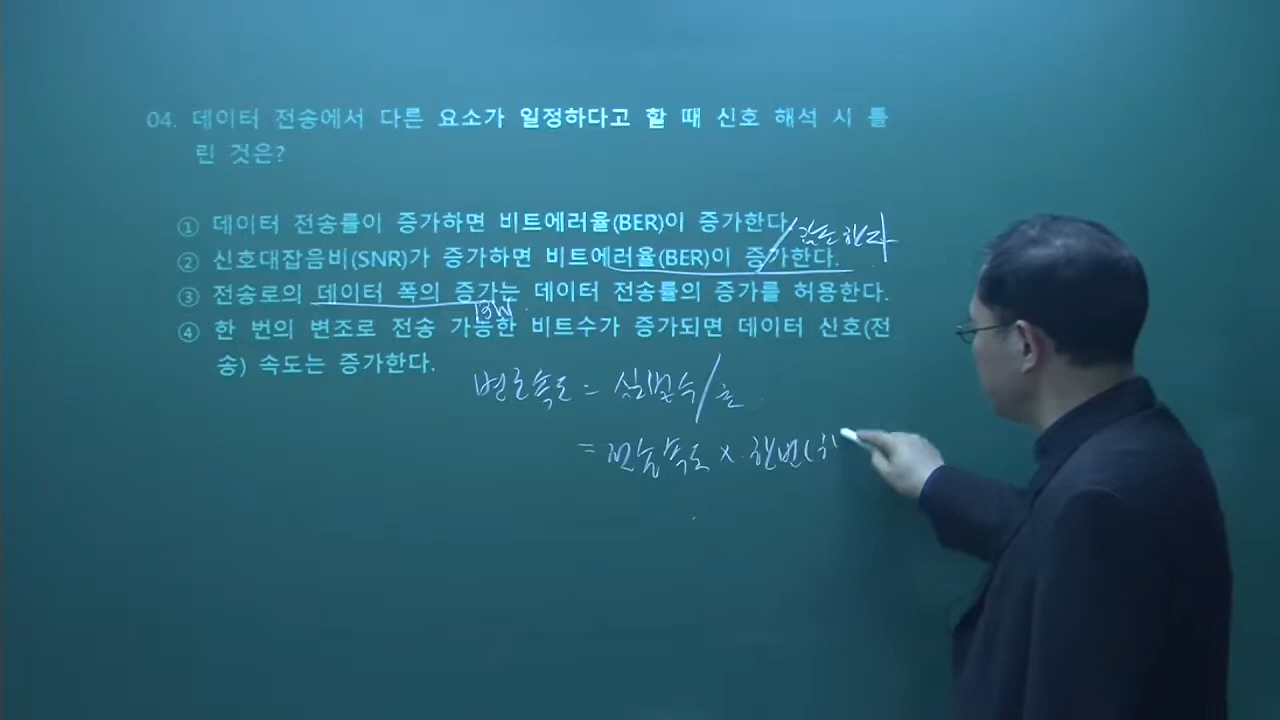 04. 데이터 전송에서 다른 요소가 일정하다고 할 때 신호 해석 시 틀
린 것은?
① 데이터 전송률이 증가하면 비트에러율(BER)이 증가한다
감소한다
② 신호대잡음비(SNR)가 증가하면 비트에러율(BER)이 증가한다.
③ 전송로의 데이터 폭의 증가는 데이터 전송률의 증가를 허용한다.
BW
④ 한 번의 변조로 전송 가능한 비트수가 증가되면 데이터 신호(전
송) 속도는 증가한다.
변조속도 = 심볼수/초
= 전송속도 × 한번(